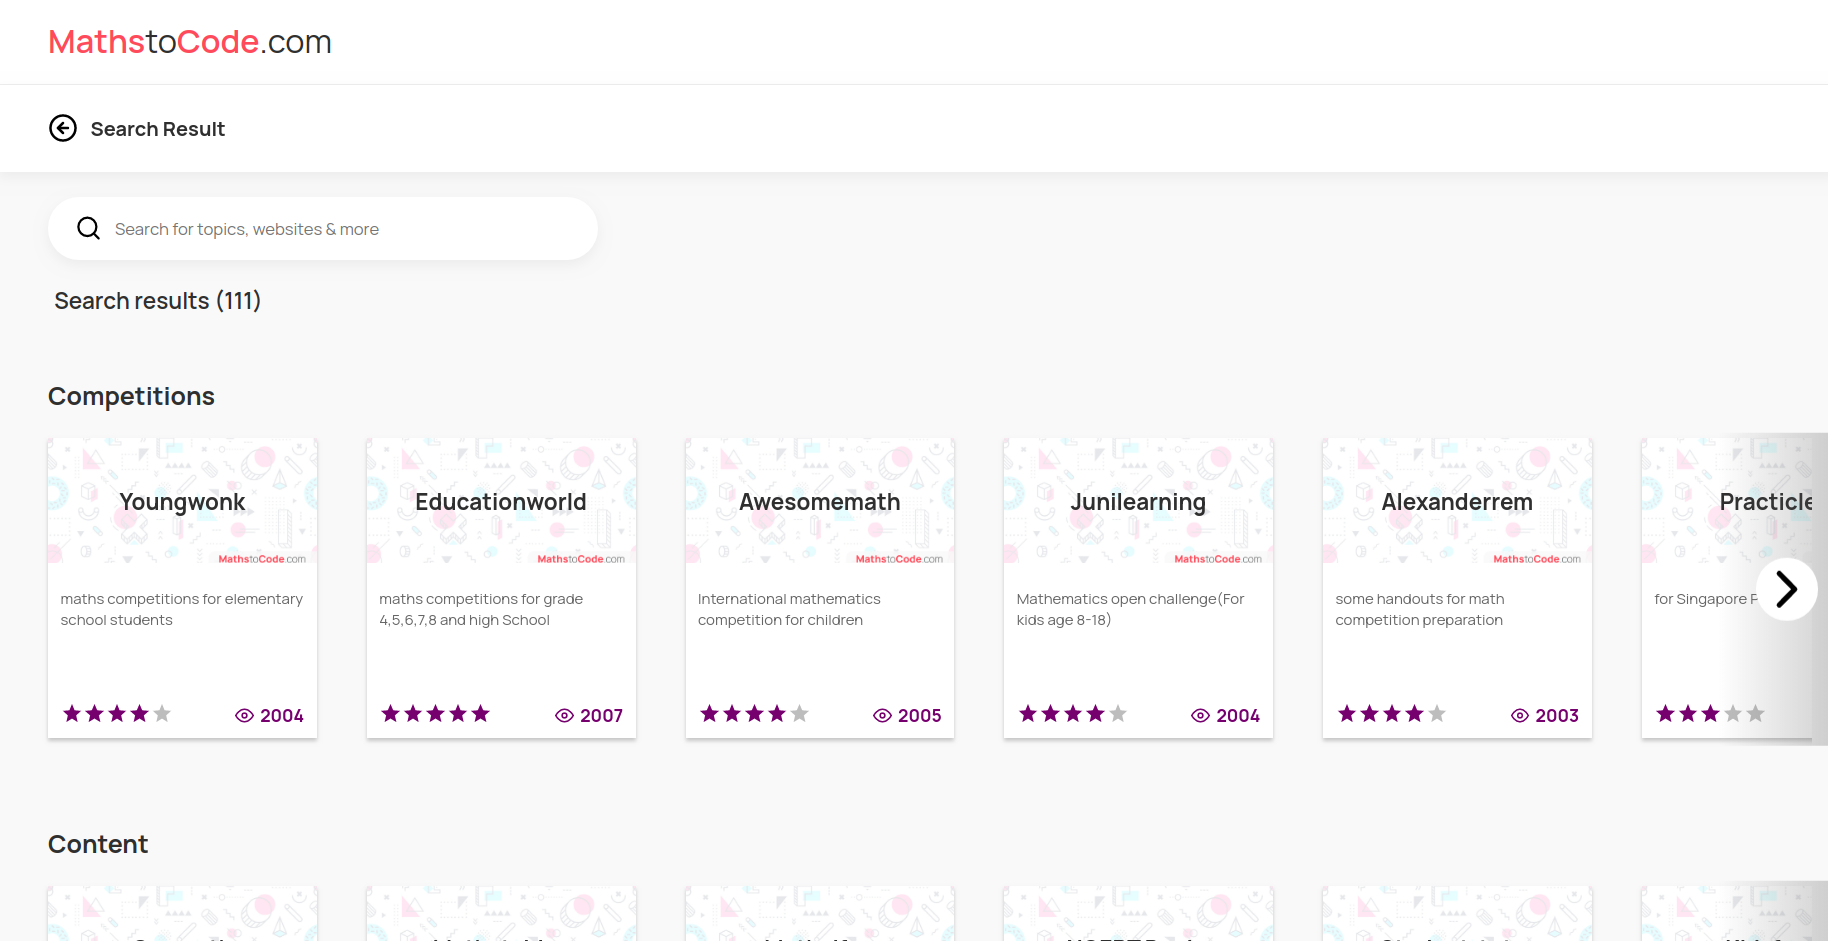 MathstoCode.com
Search Result
Search for topics, websites & more
Search results (111)
Competitions
Youngwonk
MathstoCode.com
maths competitions for elementary
school students
2004
Educationworld
MathstoCode.com
maths competitions for grade
4,5,6,7,8 and high School
2007
Awesomemath
MathstoCode.com
International mathematics
competition for children
2005
Junilearning
MathstoCode.com
Mathematics open challenge(For
kids age 8-18)
2004
Alexanderrem
MathstoCode.com
some handouts for math
competition preparation
2003
Practicle
for Singapore
Content